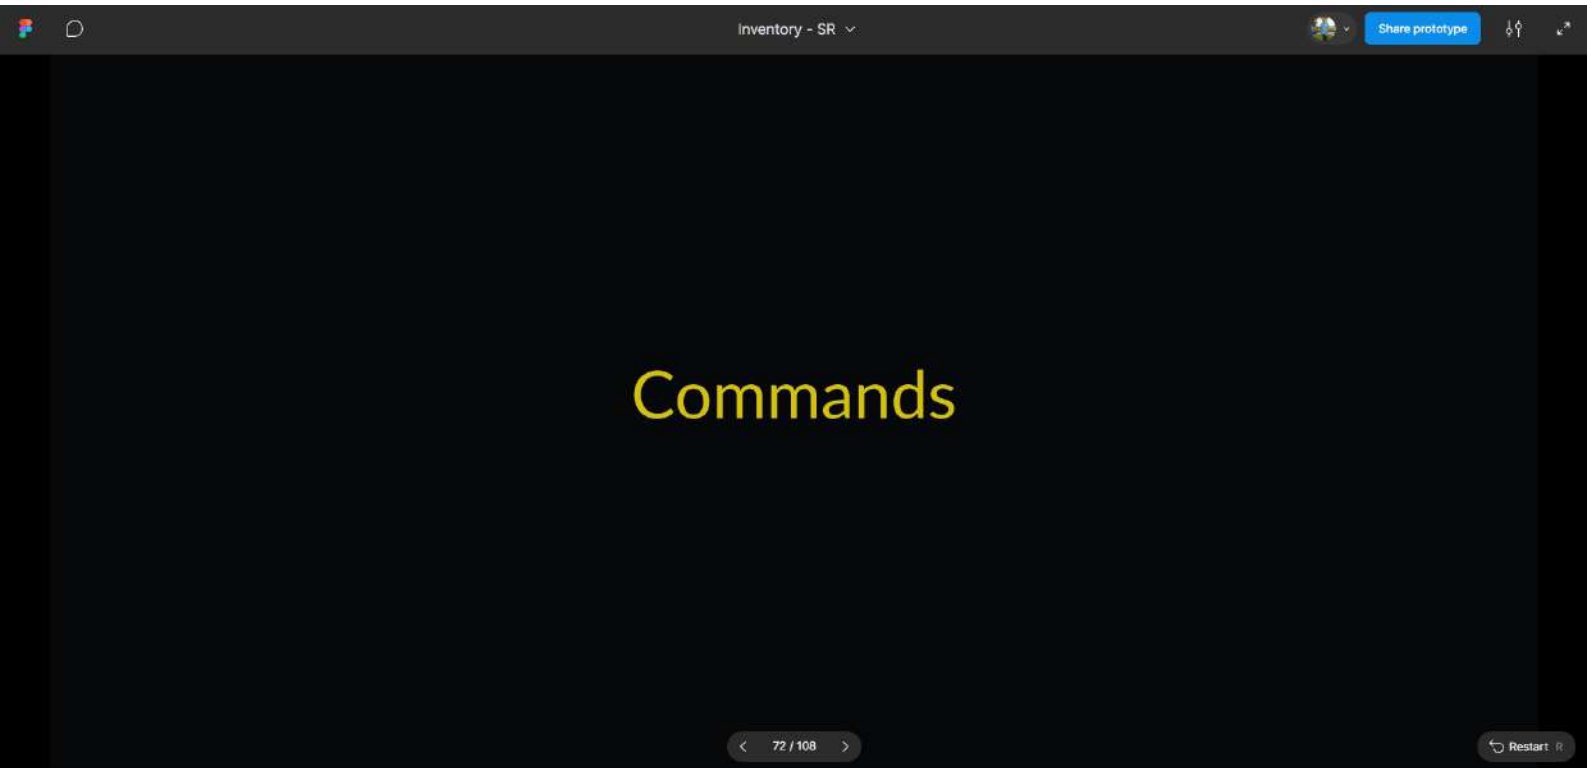 Inventory - SR
Share prototype
Commands
72 / 108
Restart R